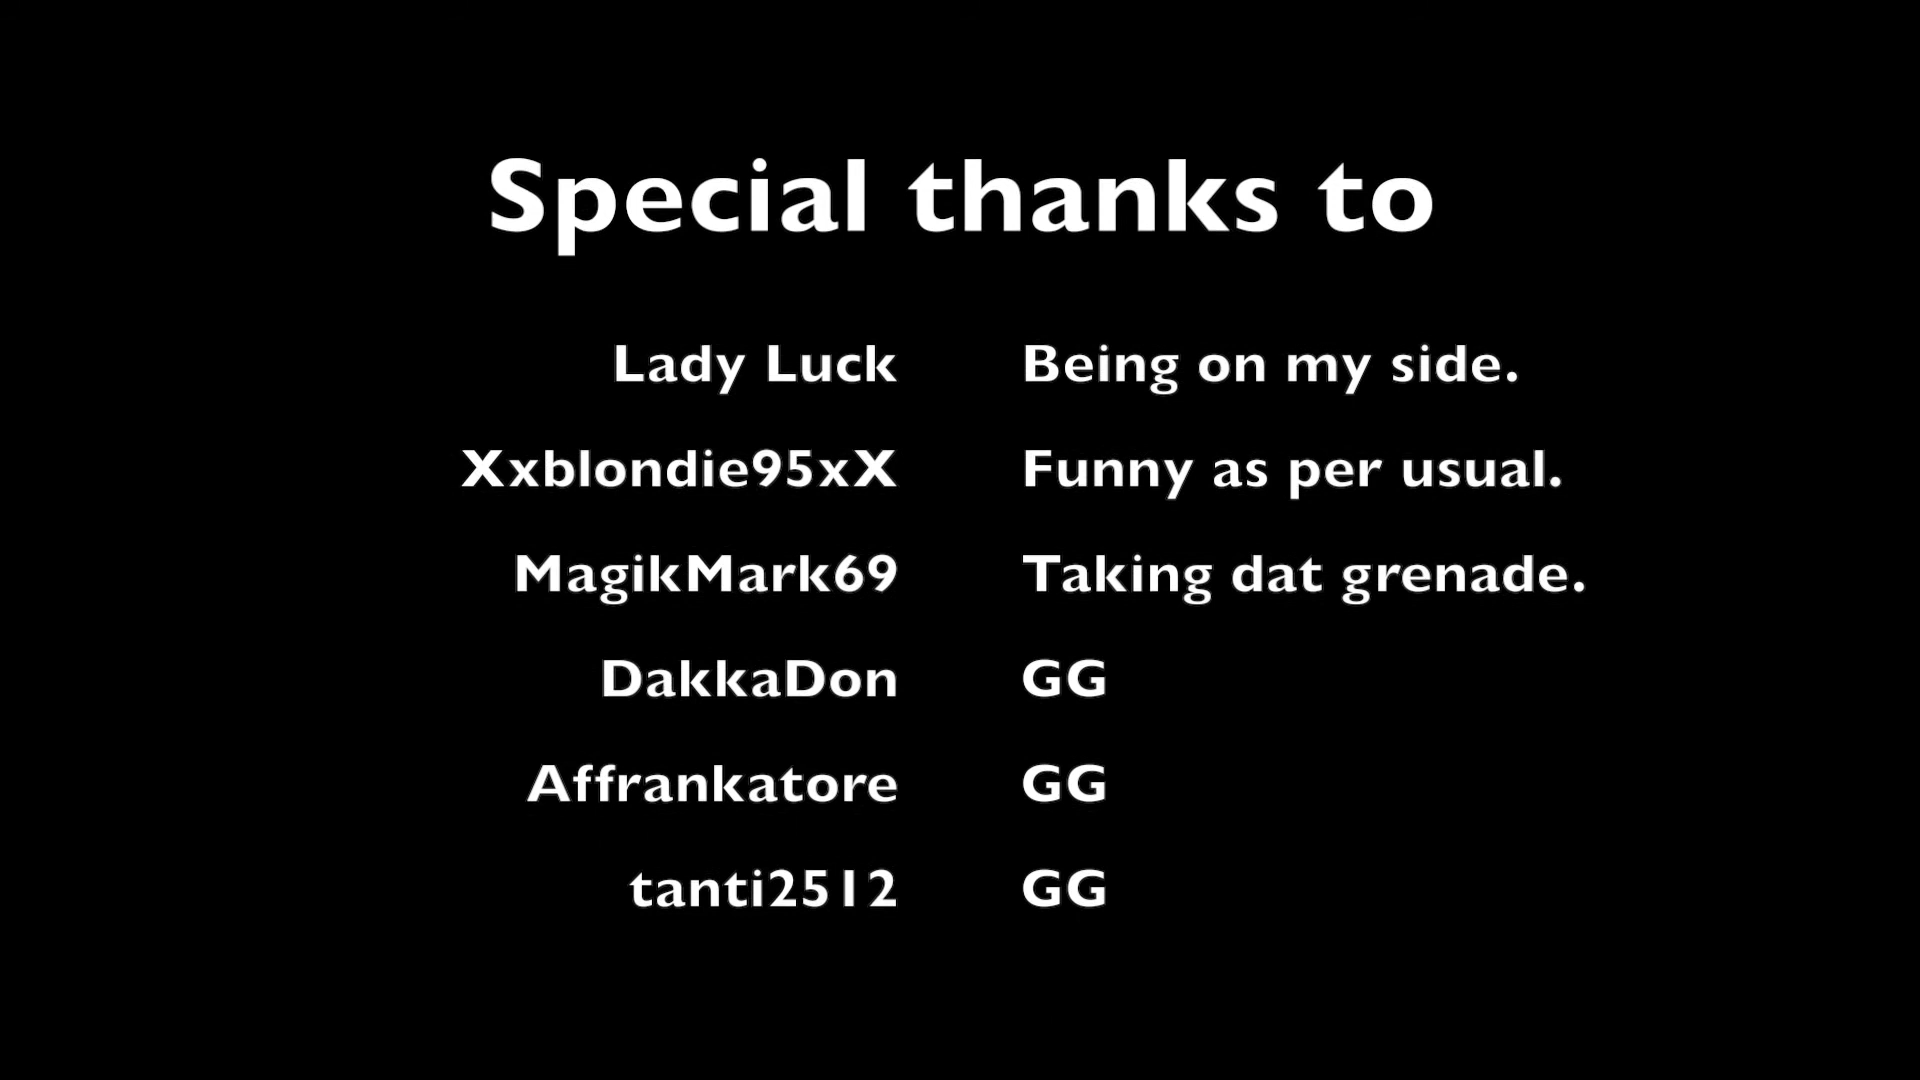 Special thanks to
Lady Luck Being on my side.
Xxblondie95xX Funny as per usual.
MagikMark69 Taking dat grenade.
DakkaDon GG
Affrankatore GG
tanti2512 GG